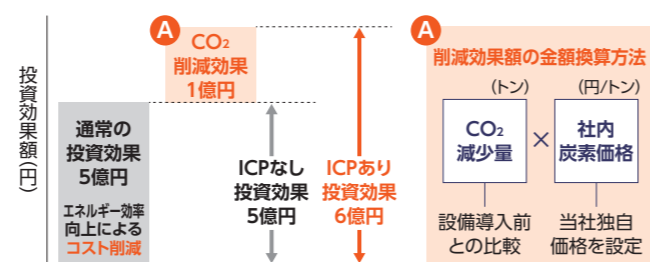 投資効果額(円)
通常の
投資効果
5億円
エネルギー効率
向上による
コスト削減
A
CO₂
削減効果
1億円
ICPなし
投資効果
5億円
ICPあり
投資効果
6億円
A
削減効果額の金額換算方法
(トン)
(円/トン)
CO₂
減少量
×
社内
炭素価格
設備導入前
との比較
当社独自
価格を設定